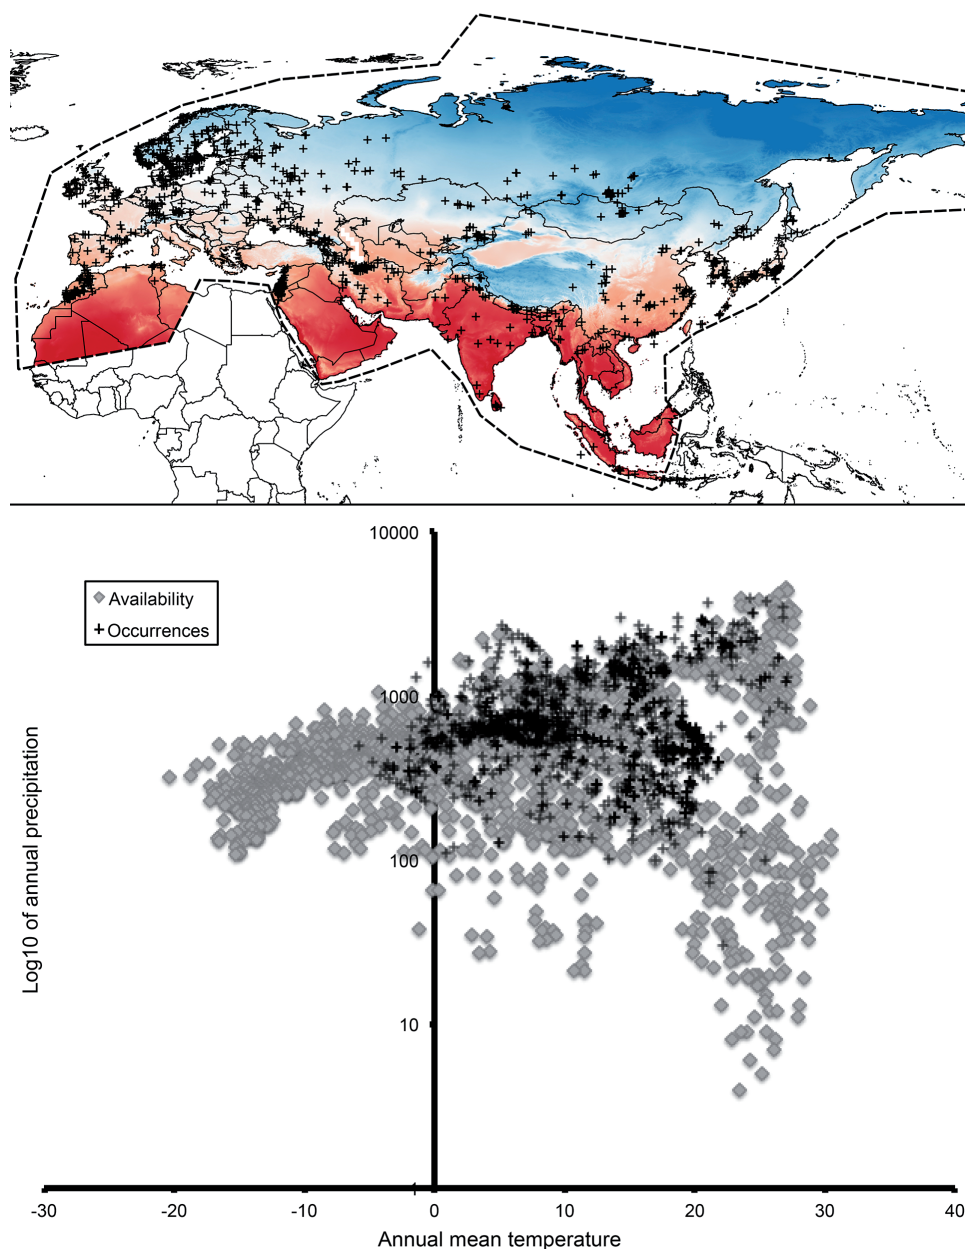 10000
Availability
Occurrences
1000
100
10
1
Log10 of annual precipitation
-30 -20 -10 0 10 20 30 40
Annual mean temperature